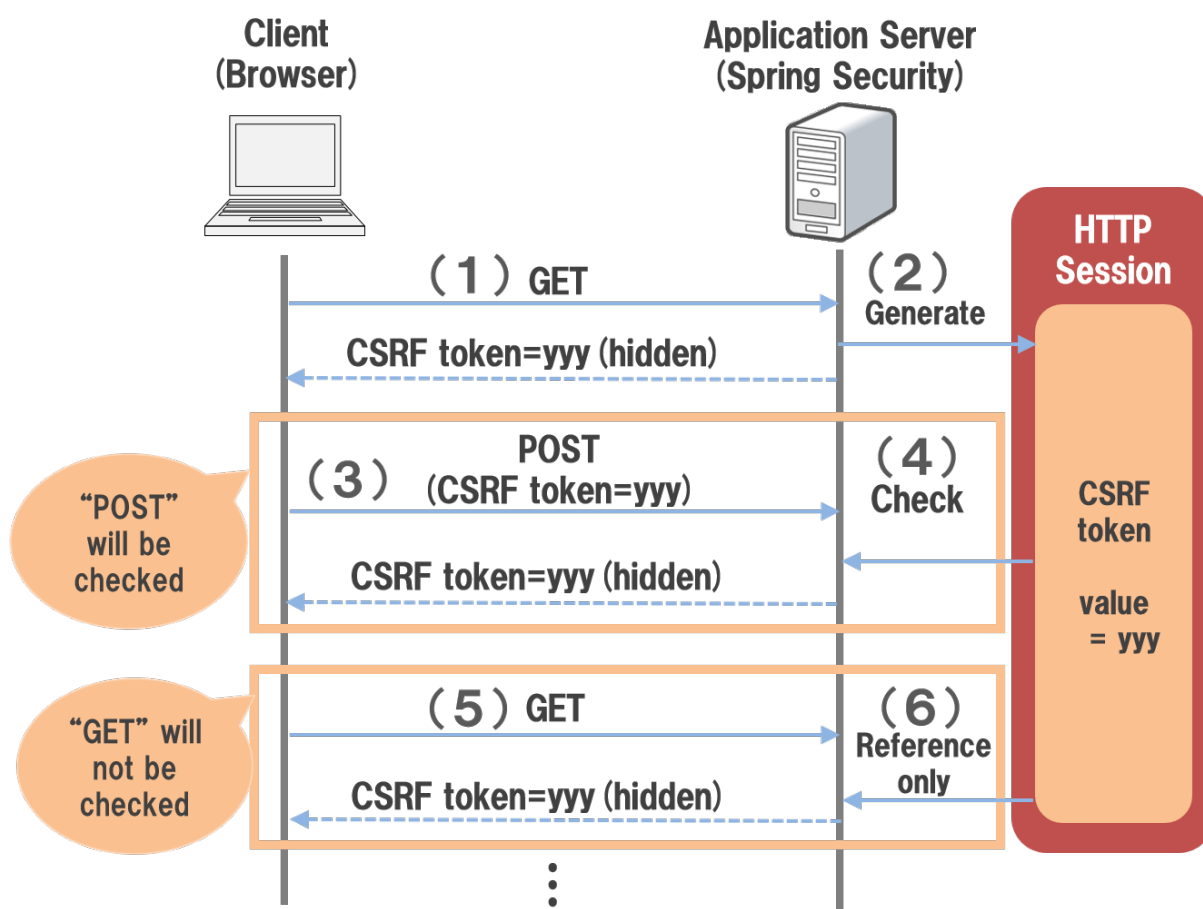 Client
(Browser)
Application Server
(Spring Security)
HTTP
Session
(1) GET
(2)
Generate
CSRF token=yyy (hidden)
“POST”
will be
checked
(3)
POST
(CSRF token=yyy)
(4)
Check
CSRF token=yyy (hidden)
CSRF
token
value
= yyy
“GET” will
not be
checked
(5) GET
(6)
Reference
only
CSRF token=yyy (hidden)